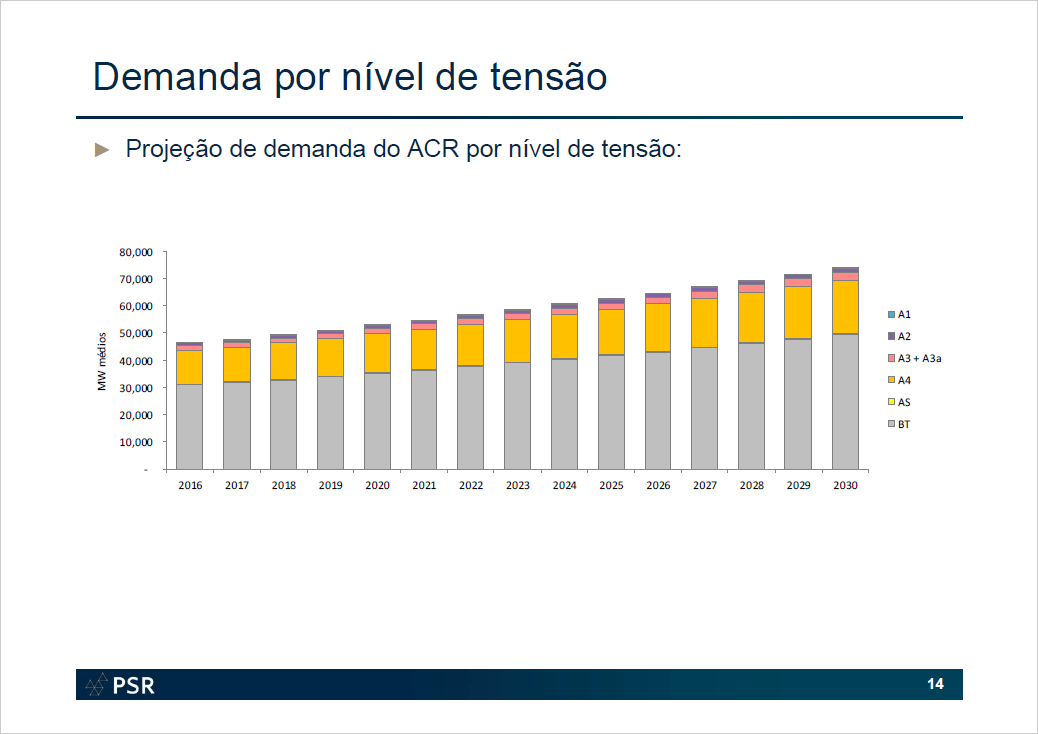 Demanda por nível de tensão
Projeção de demanda do ACR por nível de tensão:
80,000
70,000
60,000
50,000
40,000
30,000
20,000
10,000
-
MW médios
2016 2017 2018 2019 2020 2021 2022 2023 2024 2025 2026 2027 2028 2029 2030
A1
A2
A3 + A3a
A4
AS
BT
PSR
14